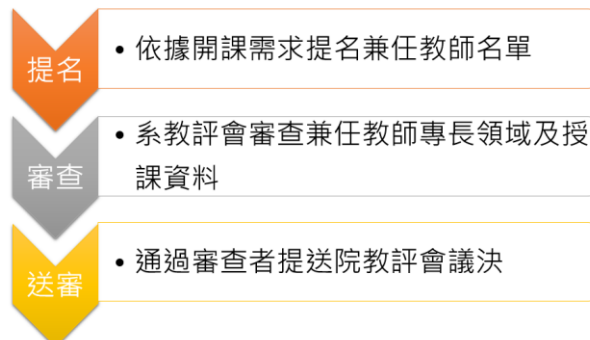 提名
• 依據開課需求提名兼任教師名單
審查
• 系教評會審查兼任教師專長領域及授
課資料
送審
• 通過審查者提送院教評會議決